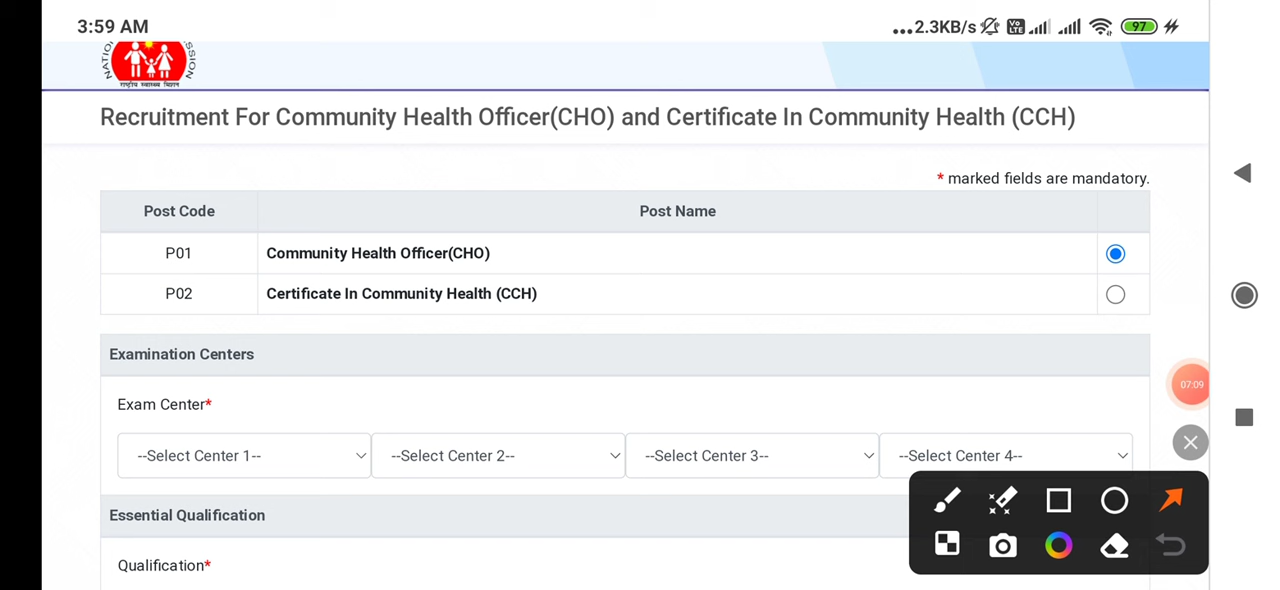 3:59 AM
...2.3KB/s Vo LTE 97
राष्ट्रीय स्वास्थ्य मिशन
Recruitment For Community Health Officer(CHO) and Certificate In Community Health (CCH)
* marked fields are mandatory.
Post Code Post Name
P01 Community Health Officer(CHO)
P02 Certificate In Community Health (CCH)
Examination Centers
Exam Center*
07:09
--Select Center 1-- --Select Center 2-- --Select Center 3-- --Select Center 4--
Essential Qualification
Qualification*